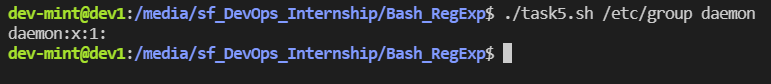 dev-mint@dev1:/media/sf_DevOps_Internship/Bash_RegExp$ ./task5.sh /etc/group daemon
daemon:x:1:
dev-mint@dev1:/media/sf_DevOps_Internship/Bash_RegExp$